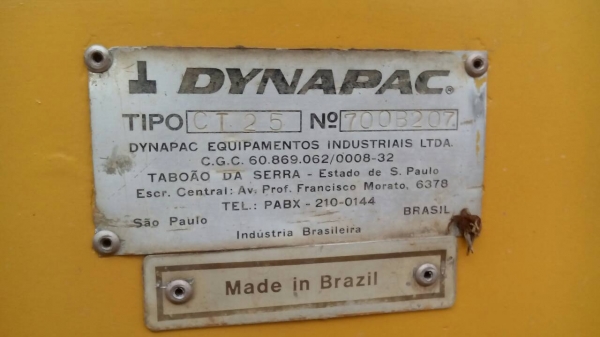 DYNAPAC®
TIPO CT25 Nº 700B207
DYNAPAC EQUIPAMENTOS INDUSTRIAIS LTDA.
C.G.C. 60.869.062/0008-32
TABOÃO DA SERRA - Estado de S. Paulo
Escr. Central: Av. Prof. Francisco Morato, 6378
TEL.: PABX - 210-0144
São Paulo BRASIL
Indústria Brasileira
Made in Brazil